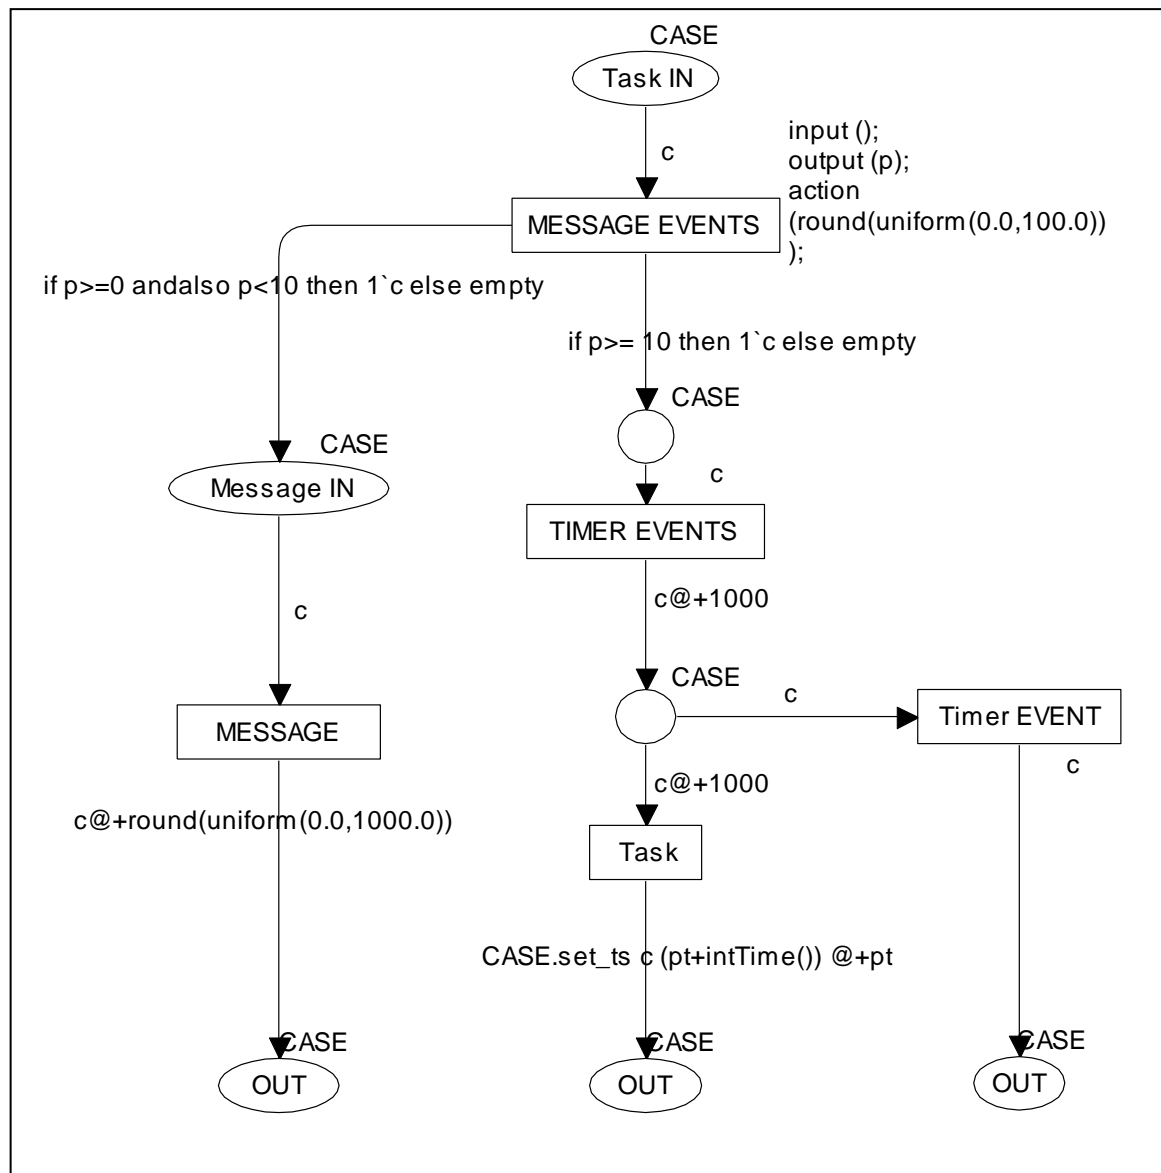 CASE
Task IN
c
input ();
output (p);
action
(round(uniform(0.0,100.0))
);
MESSAGE EVENTS
if p>=0 andalso p<10 then 1`c else empty
if p>= 10 then 1`c else empty
CASE
CASE
Message IN
c
TIMER EVENTS
c@+1000
c
CASE
c
MESSAGE
Timer EVENT
c@+1000
c
c@+round(uniform(0.0,1000.0))
Task
CASE.set_ts c (pt+intTime()) @+pt
CASE
OUT
CASE
OUT
CASE
OUT